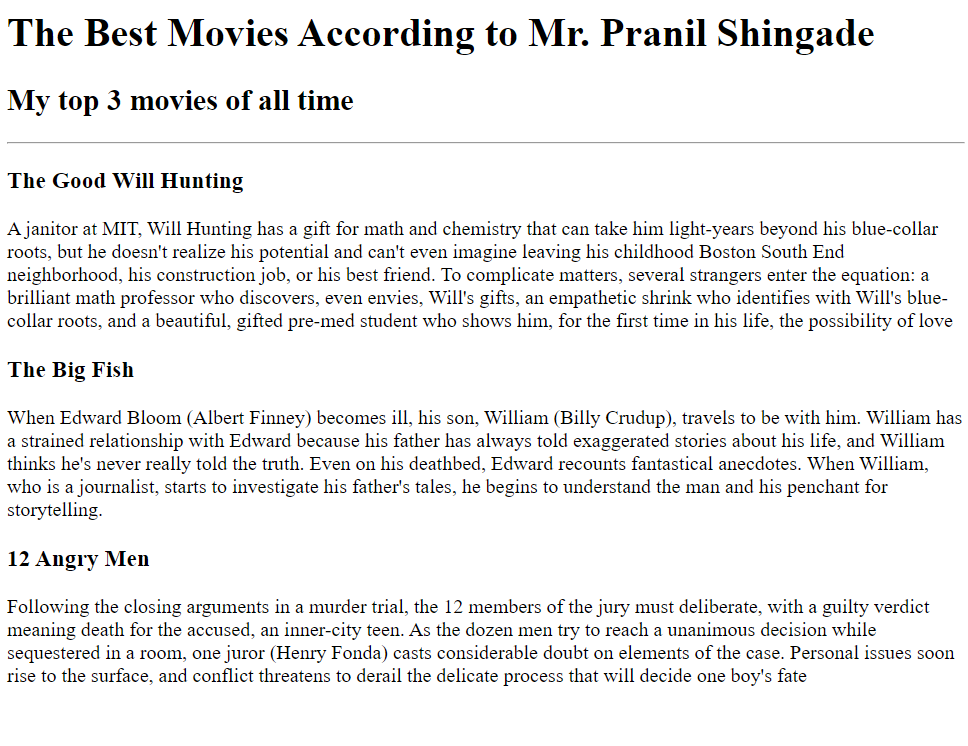 The Best Movies According to Mr. Pranil Shingade
My top 3 movies of all time
The Good Will Hunting
A janitor at MIT, Will Hunting has a gift for math and chemistry that can take him light-years beyond his blue-collar
roots, but he doesn't realize his potential and can't even imagine leaving his childhood Boston South End
neighborhood, his construction job, or his best friend. To complicate matters, several strangers enter the equation: a
brilliant math professor who discovers, even envies, Will's gifts, an empathetic shrink who identifies with Will's blue-
collar roots, and a beautiful, gifted pre-med student who shows him, for the first time in his life, the possibility of love
The Big Fish
When Edward Bloom (Albert Finney) becomes ill, his son, William (Billy Crudup), travels to be with him. William has
a strained relationship with Edward because his father has always told exaggerated stories about his life, and William
thinks he's never really told the truth. Even on his deathbed, Edward recounts fantastical anecdotes. When William,
who is a journalist, starts to investigate his father's tales, he begins to understand the man and his penchant for
storytelling.
12 Angry Men
Following the closing arguments in a murder trial, the 12 members of the jury must deliberate, with a guilty verdict
meaning death for the accused, an inner-city teen. As the dozen men try to reach a unanimous decision while
sequestered in a room, one juror (Henry Fonda) casts considerable doubt on elements of the case. Personal issues soon
rise to the surface, and conflict threatens to derail the delicate process that will decide one boy's fate